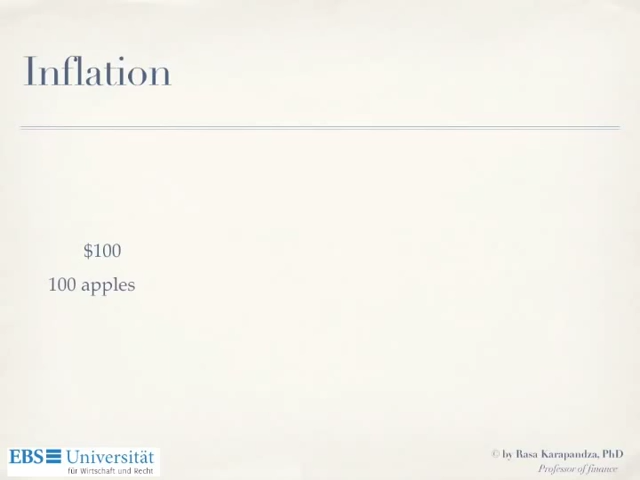 Inflation
$100
100 apples
EBS Universität
für Wirtschaft und Recht
© by Rasa Karapandza, PhD
Professor of finance